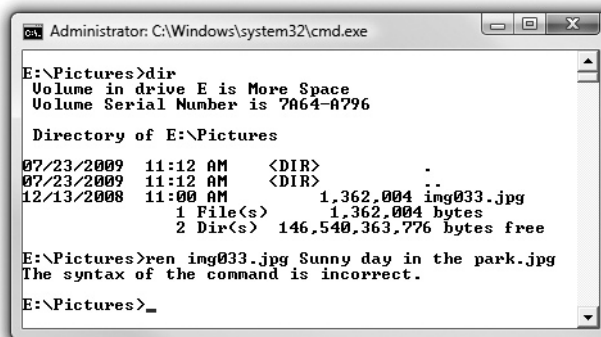 Administrator: C:\Windows\system32\cmd.exe
E:\Pictures>dir
Volume in drive E is More Space
Volume Serial Number is 7A64-A796
Directory of E:\Pictures
07/23/2009 11:12 AM <DIR> .
07/23/2009 11:12 AM <DIR> ..
12/13/2008 11:00 AM 1,362,004 img033.jpg
1 File(s) 1,362,004 bytes
2 Dir(s) 146,540,363,776 bytes free
E:\Pictures>ren img033.jpg Sunny day in the park.jpg
The syntax of the command is incorrect.
E:\Pictures>_